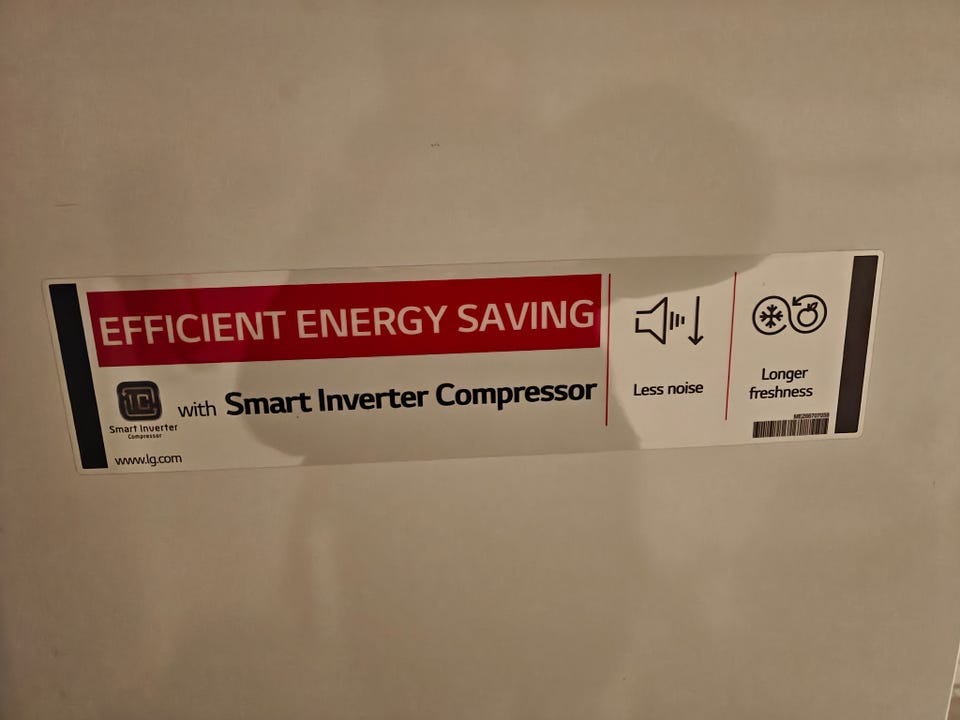 EFFICIENT ENERGY SAVING
with Smart Inverter Compressor
Smart Inverter
Compressor
www.lg.com
Less noise
Longer
freshness